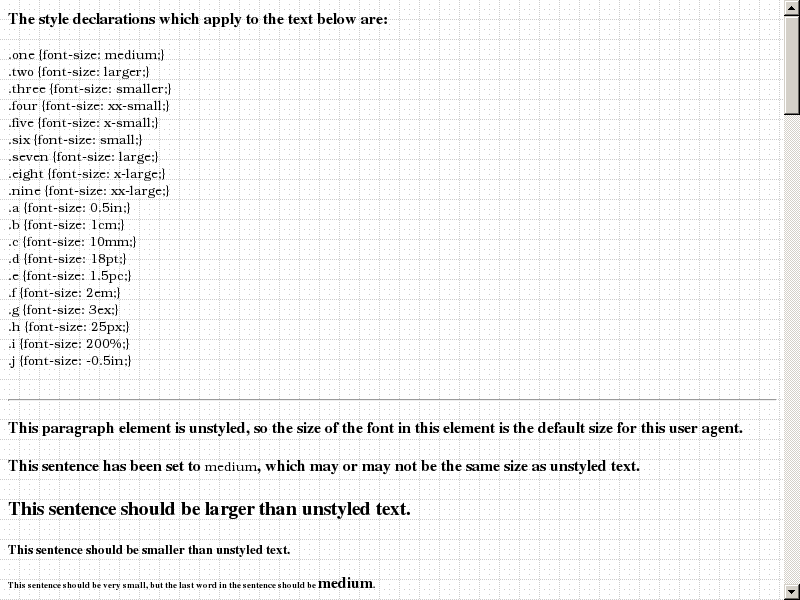 The style declarations which apply to the text below are:
.one {font-size: medium;}
.two {font-size: larger;}
.three {font-size: smaller;}
.four {font-size: xx-small;}
.five {font-size: x-small;}
.six {font-size: small;}
.seven {font-size: large;}
.eight {font-size: x-large;}
.nine {font-size: xx-large;}
.a {font-size: 0.5in;}
.b {font-size: 1cm;}
.c {font-size: 10mm;}
.d {font-size: 18pt;}
.e {font-size: 1.5pc;}
.f {font-size: 2em;}
.g {font-size: 3ex;}
.h {font-size: 25px;}
.i {font-size: 200%;}
.j {font-size: -0.5in;}
This paragraph element is unstyled, so the size of the font in this element is the default size for this user agent.
This sentence has been set to medium, which may or may not be the same size as unstyled text.
This sentence should be larger than unstyled text.
This sentence should be smaller than unstyled text.
This sentence should be very small, but the last word in the sentence should be medium.